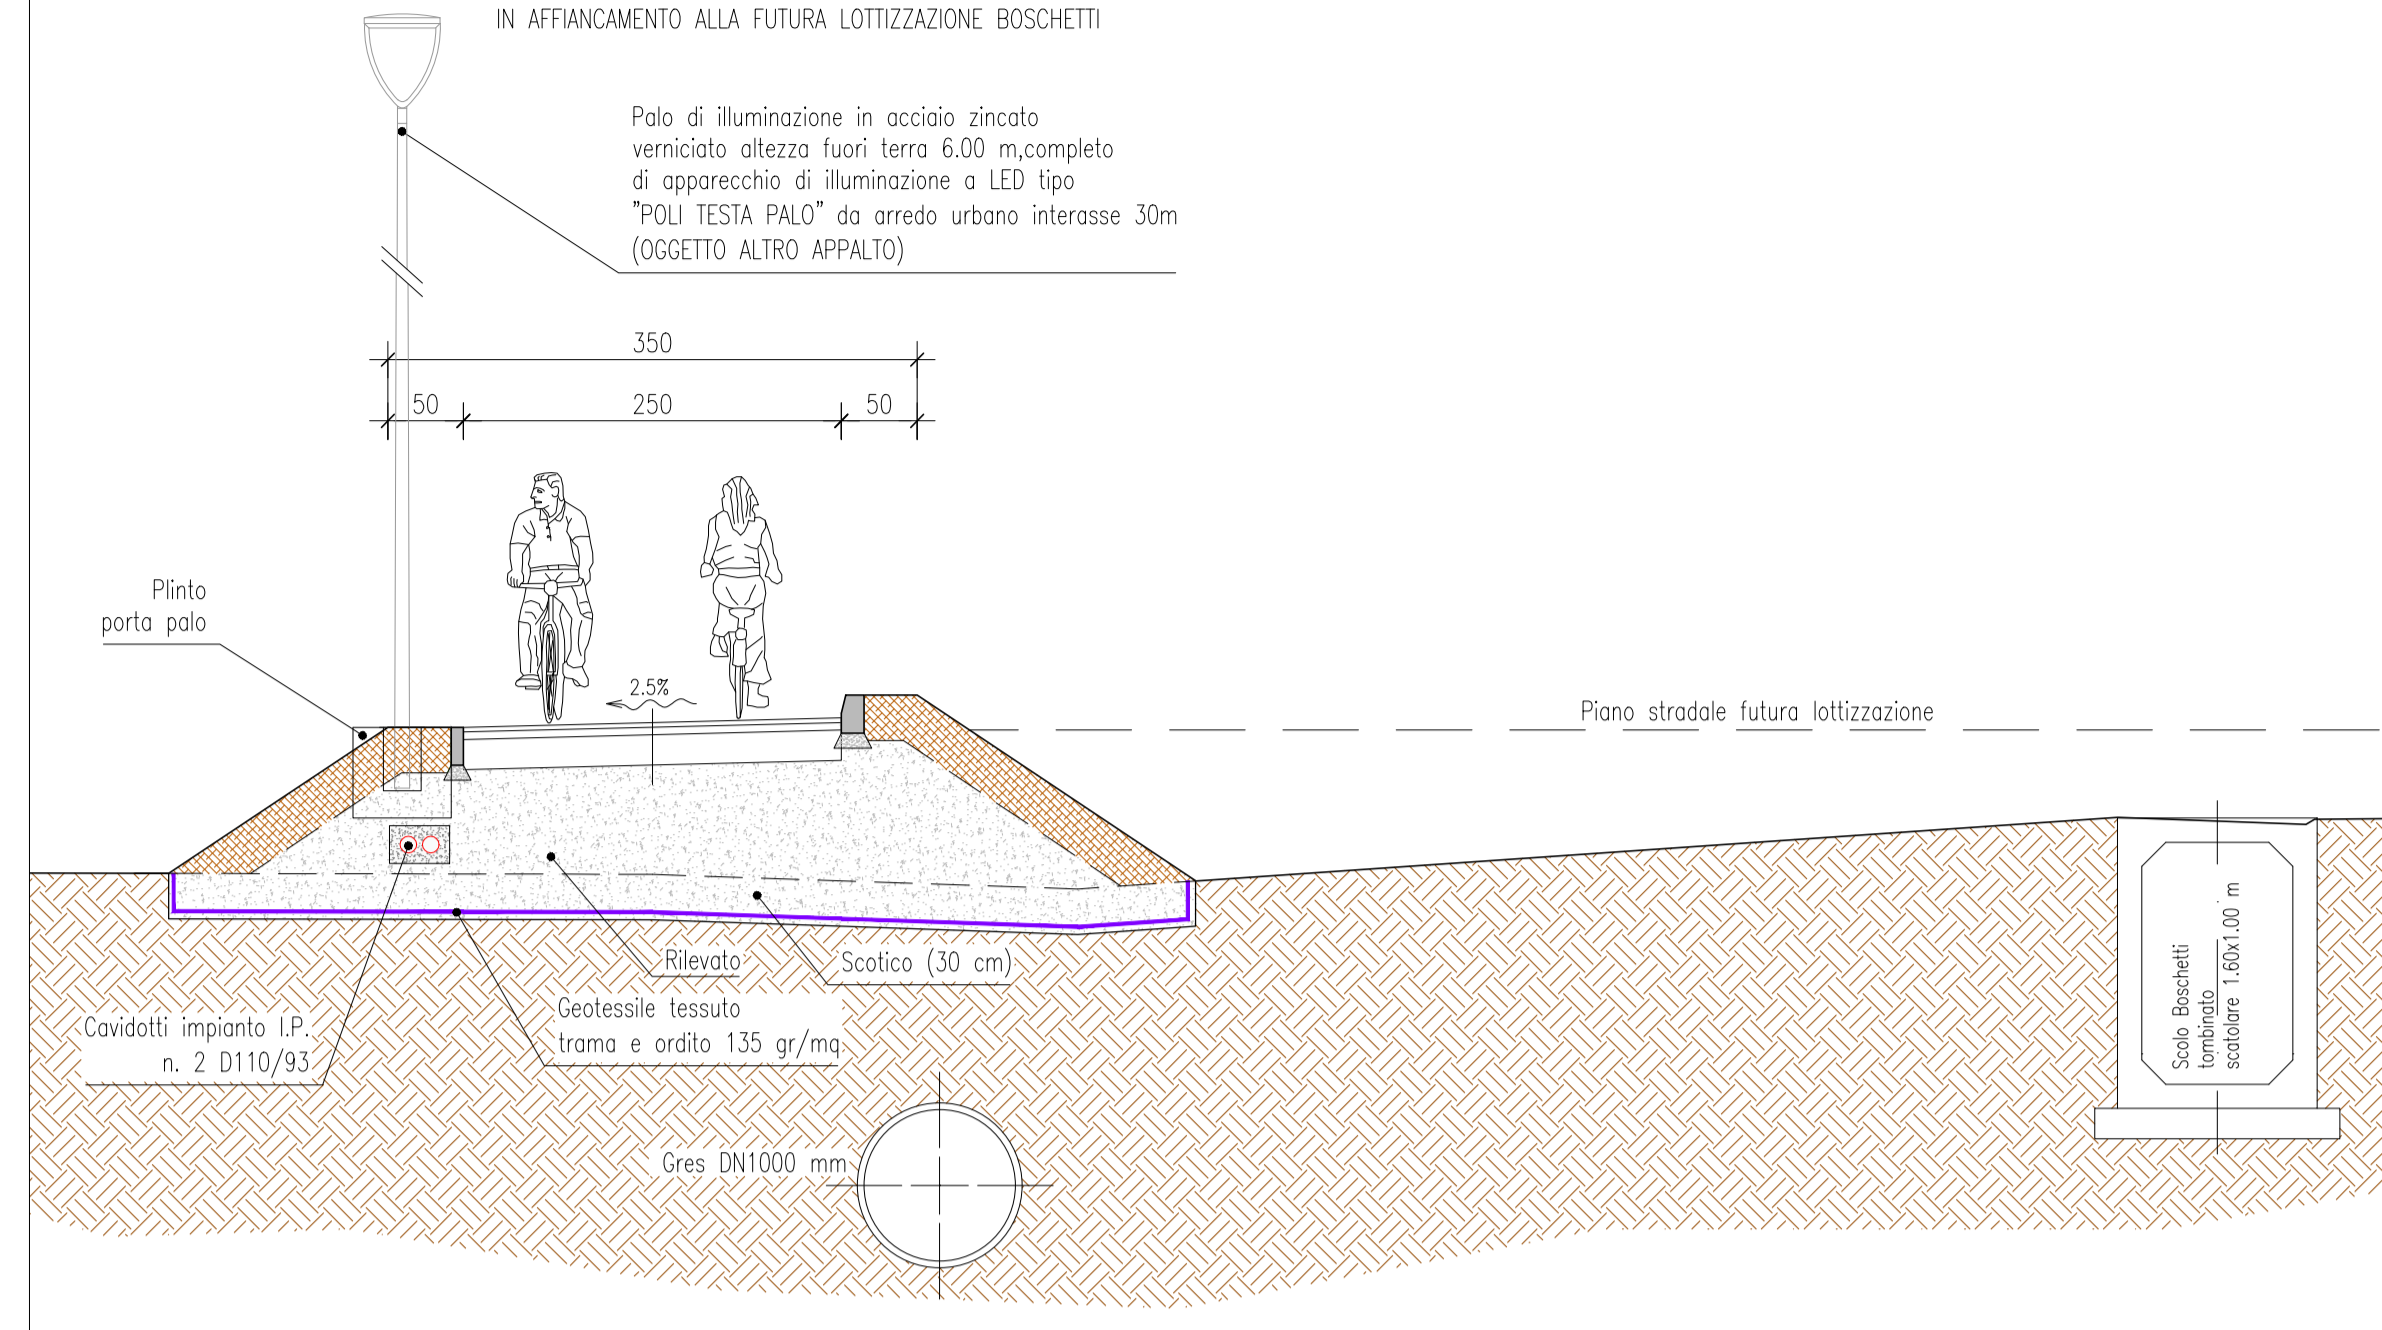 IN AFFIANCAMENTO ALLA FUTURA LOTTIZZAZIONE BOSCHETTI
Palo di illuminazione in acciaio zincato
verniciato altezza fuori terra 6.00 m,completo
di apparecchio di illuminazione a LED tipo
"POLI TESTA PALO" da arredo urbano interasse 30m
(OGGETTO ALTRO APPALTO)
350
50
250
50
Plinto
porta palo
2.5%
Piano stradale futura lottizzazione
Rilevato
Scotico (30 cm)
Geotessile tessuto
trama e ordito 135 gr/mq
Cavidotti impianto I.P.
n. 2 D110/93
Gres DN1000 mm
Scolo Boschetti
tombinato
scatolare 1.60x1.00 m